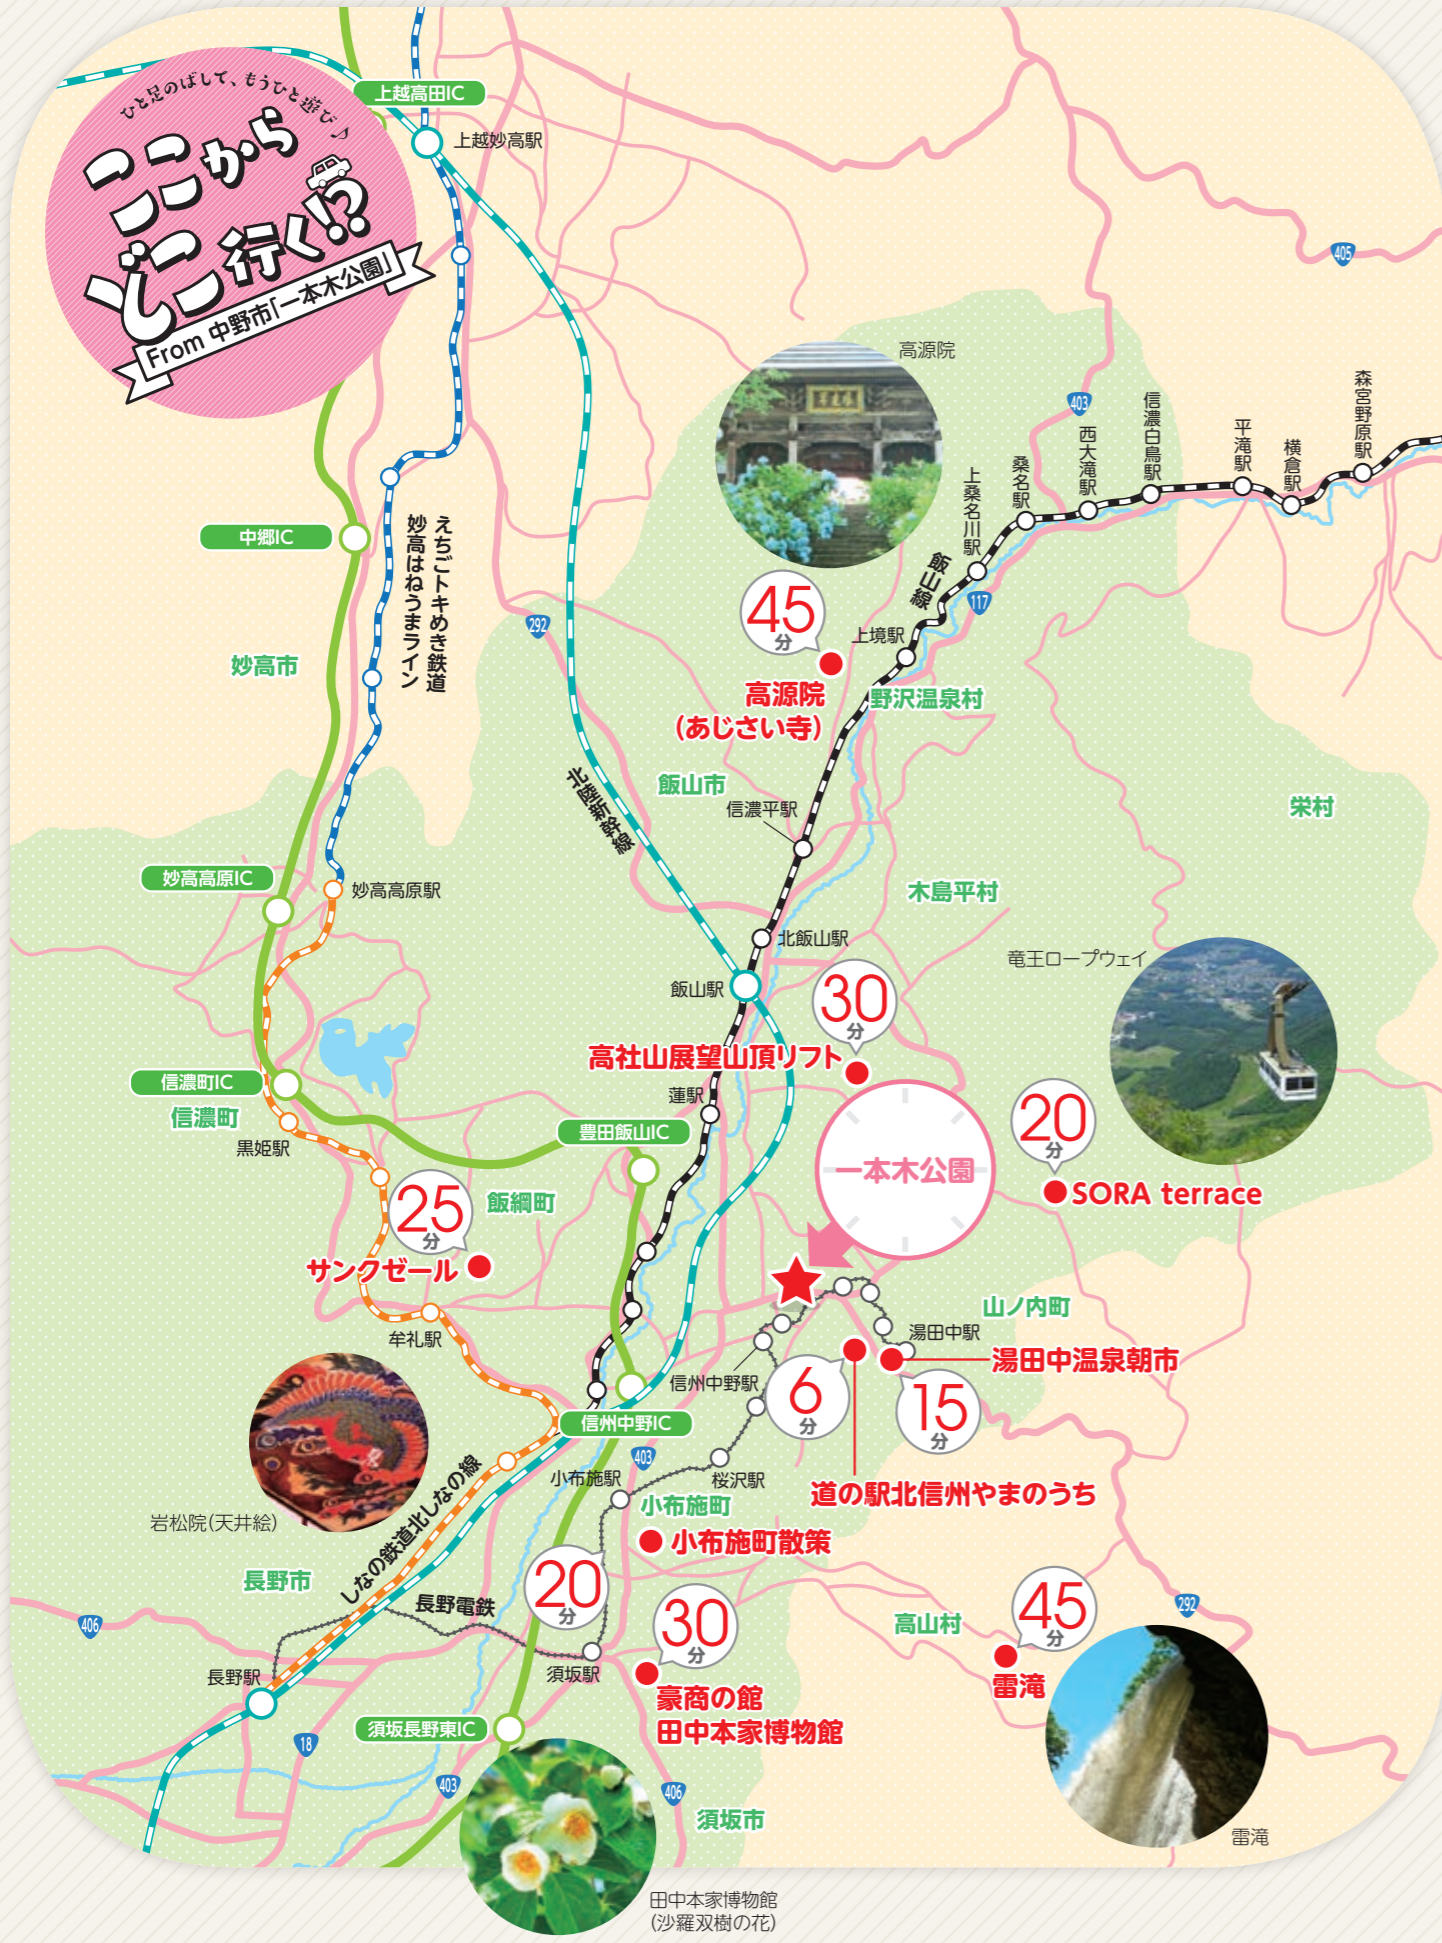 ひと足のばして、もうひと遊び♪
ここから
どこ行く!?
From 中野市「一本木公園」
上越高田IC
上越妙高駅
405
高源院
403
森宮野原駅
横倉駅
平滝駅
信濃白鳥駅
西大滝駅
桑名駅
上桑名川駅
飯山線
117
上境駅
中郷IC
えちごトキめき鉄道
妙高はねうまライン
292
妙高市
45分
高源院
(あじさい寺)
野沢温泉村
飯山市
信濃平駅
北陸新幹線
栄村
木島平村
妙高高原IC
妙高高原駅
北飯山駅
飯山駅
竜王ロープウェイ
30分
高社山展望山頂リフト
蓮駅
信濃町IC
信濃町
黒姫駅
豊田飯山IC
一本木公園
20分
SORA terrace
25分
飯綱町
サンクゼール
牟礼駅
山ノ内町
湯田中駅
湯田中温泉朝市
信州中野駅
6分
15分
信州中野IC
403
桜沢駅
道の駅北信州やまのうち
小布施駅
小布施町
小布施町散策
岩松院(天井絵)
しなの鉄道北しなの線
長野市
長野電鉄
20分
406
30分
高山村
45分
292
雷滝
長野駅
須坂駅
豪商の館
田中本家博物館
須坂長野東IC
18
403
406
須坂市
雷滝
田中本家博物館
(沙羅双樹の花)